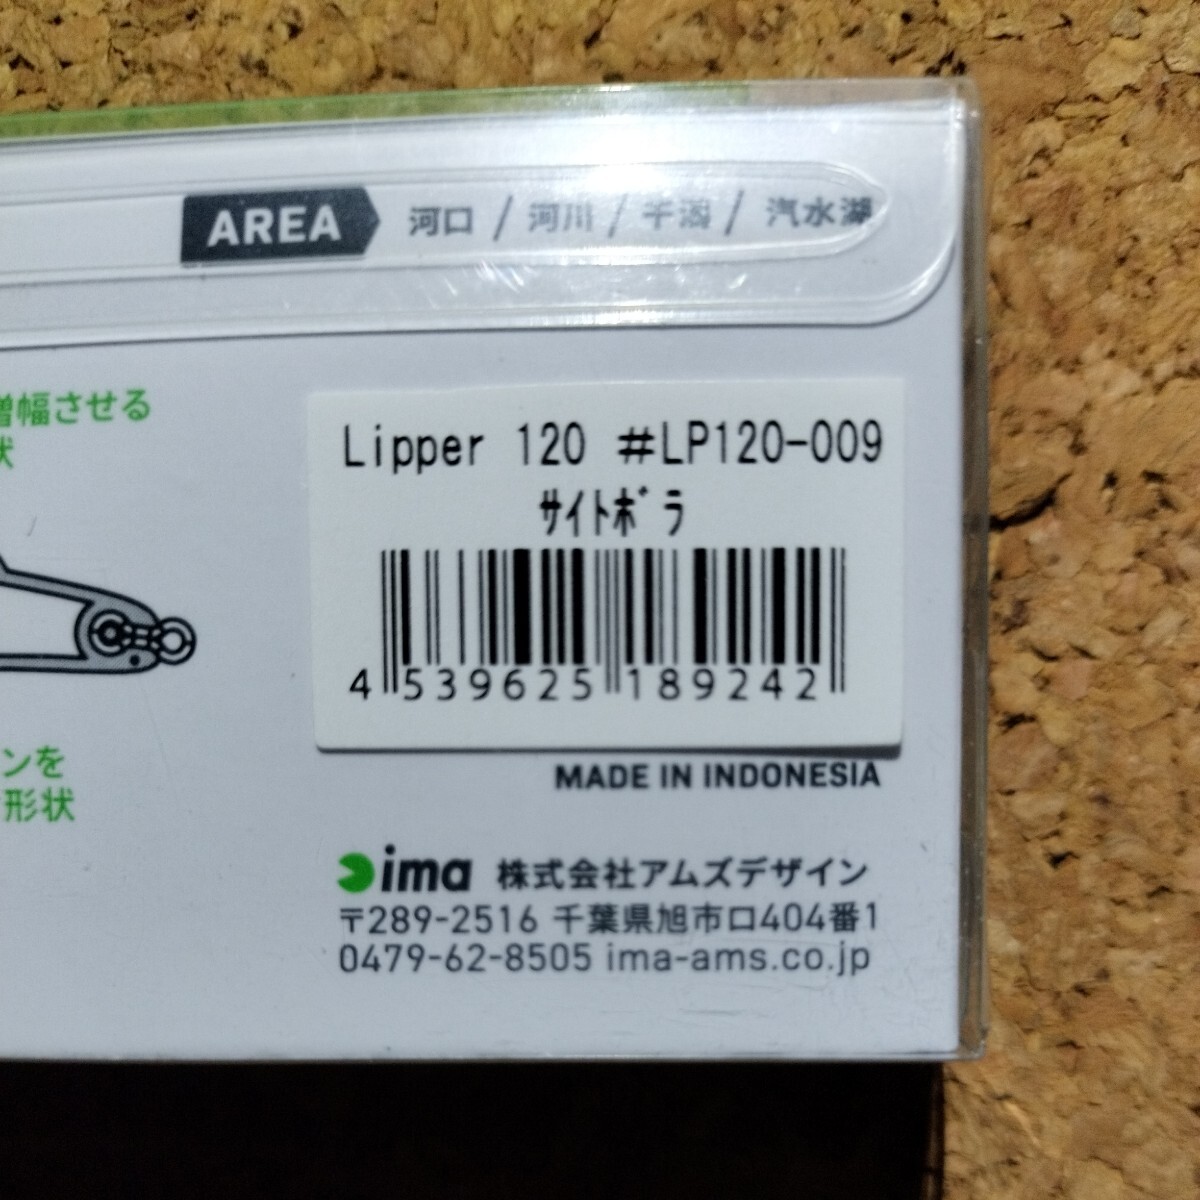 AREA 河口 / 河川 / 干潟 / 汽水湖
増幅させる
状
Lipper 120 #LP120-009
ｻｲﾄﾎﾞﾗ
4 539625 189242
ンを
形状
MADE IN INDONESIA
ima 株式会社アムズデザイン
〒289-2516 千葉県旭市ロ404番1
0479-62-8505 ima-ams.co.jp